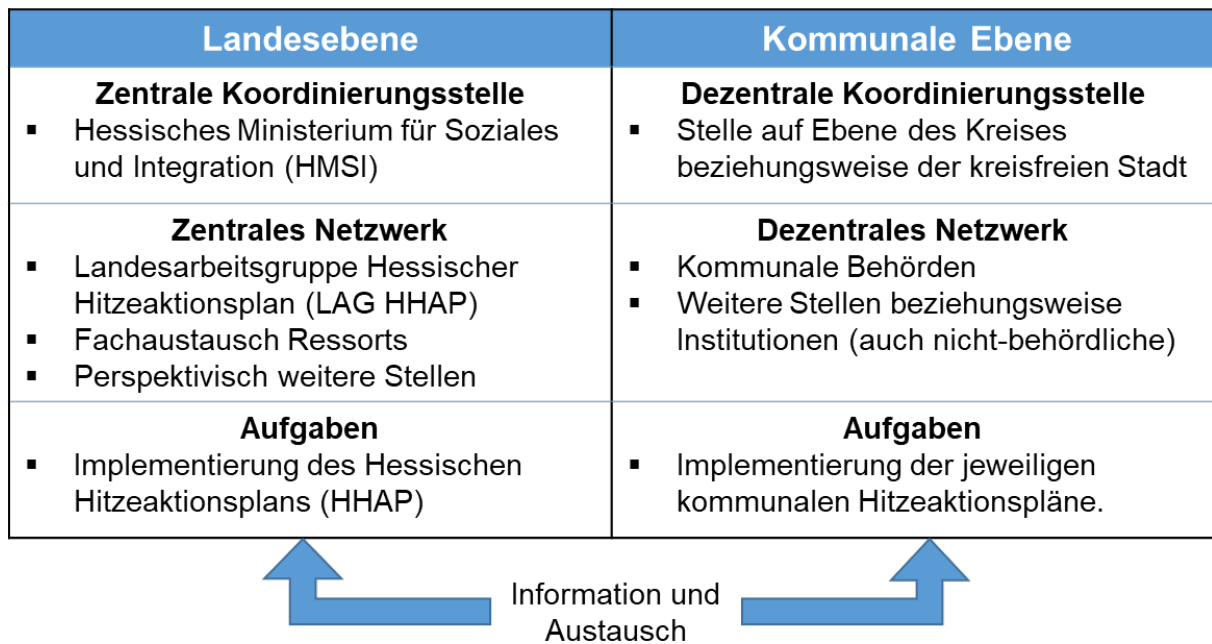 Landesebene
Kommunale Ebene
Zentrale Koordinierungsstelle
▪ Hessisches Ministerium für Soziales
und Integration (HMSI)
Dezentrale Koordinierungsstelle
▪ Stelle auf Ebene des Kreises
beziehungsweise der kreisfreien Stadt
Zentrales Netzwerk
▪ Landesarbeitsgruppe Hessischer
Hitzeaktionsplan (LAG HHAP)
▪ Fachaustausch Ressorts
▪ Perspektivisch weitere Stellen
Dezentrales Netzwerk
▪ Kommunale Behörden
▪ Weitere Stellen beziehungsweise
Institutionen (auch nicht-behördliche)
Aufgaben
▪ Implementierung des Hessischen
Hitzeaktionsplans (HHAP)
Aufgaben
▪ Implementierung der jeweiligen
kommunalen Hitzeaktionspläne.
Information und
Austausch